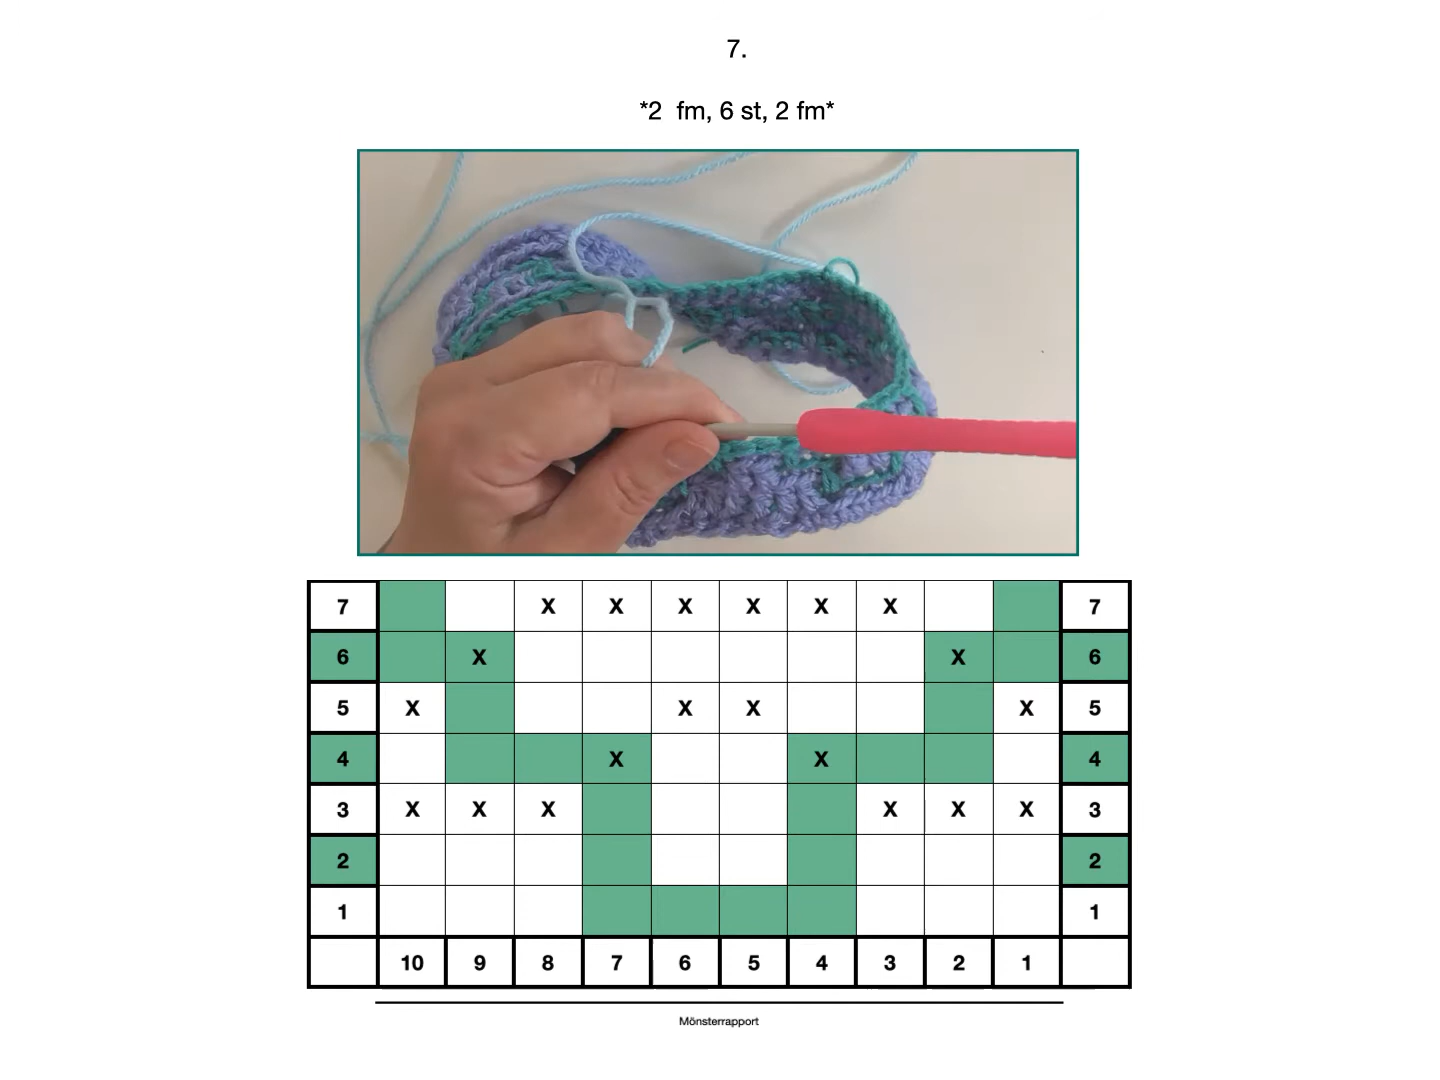 7.
*2 fm, 6 st, 2 fm*
7 X X X X X X 7
6 X X 6
5 X X X X 5
4 X X 4
3 X X X X X X 3
2 2
1 1
10 9 8 7 6 5 4 3 2 1
Mönsterrapport